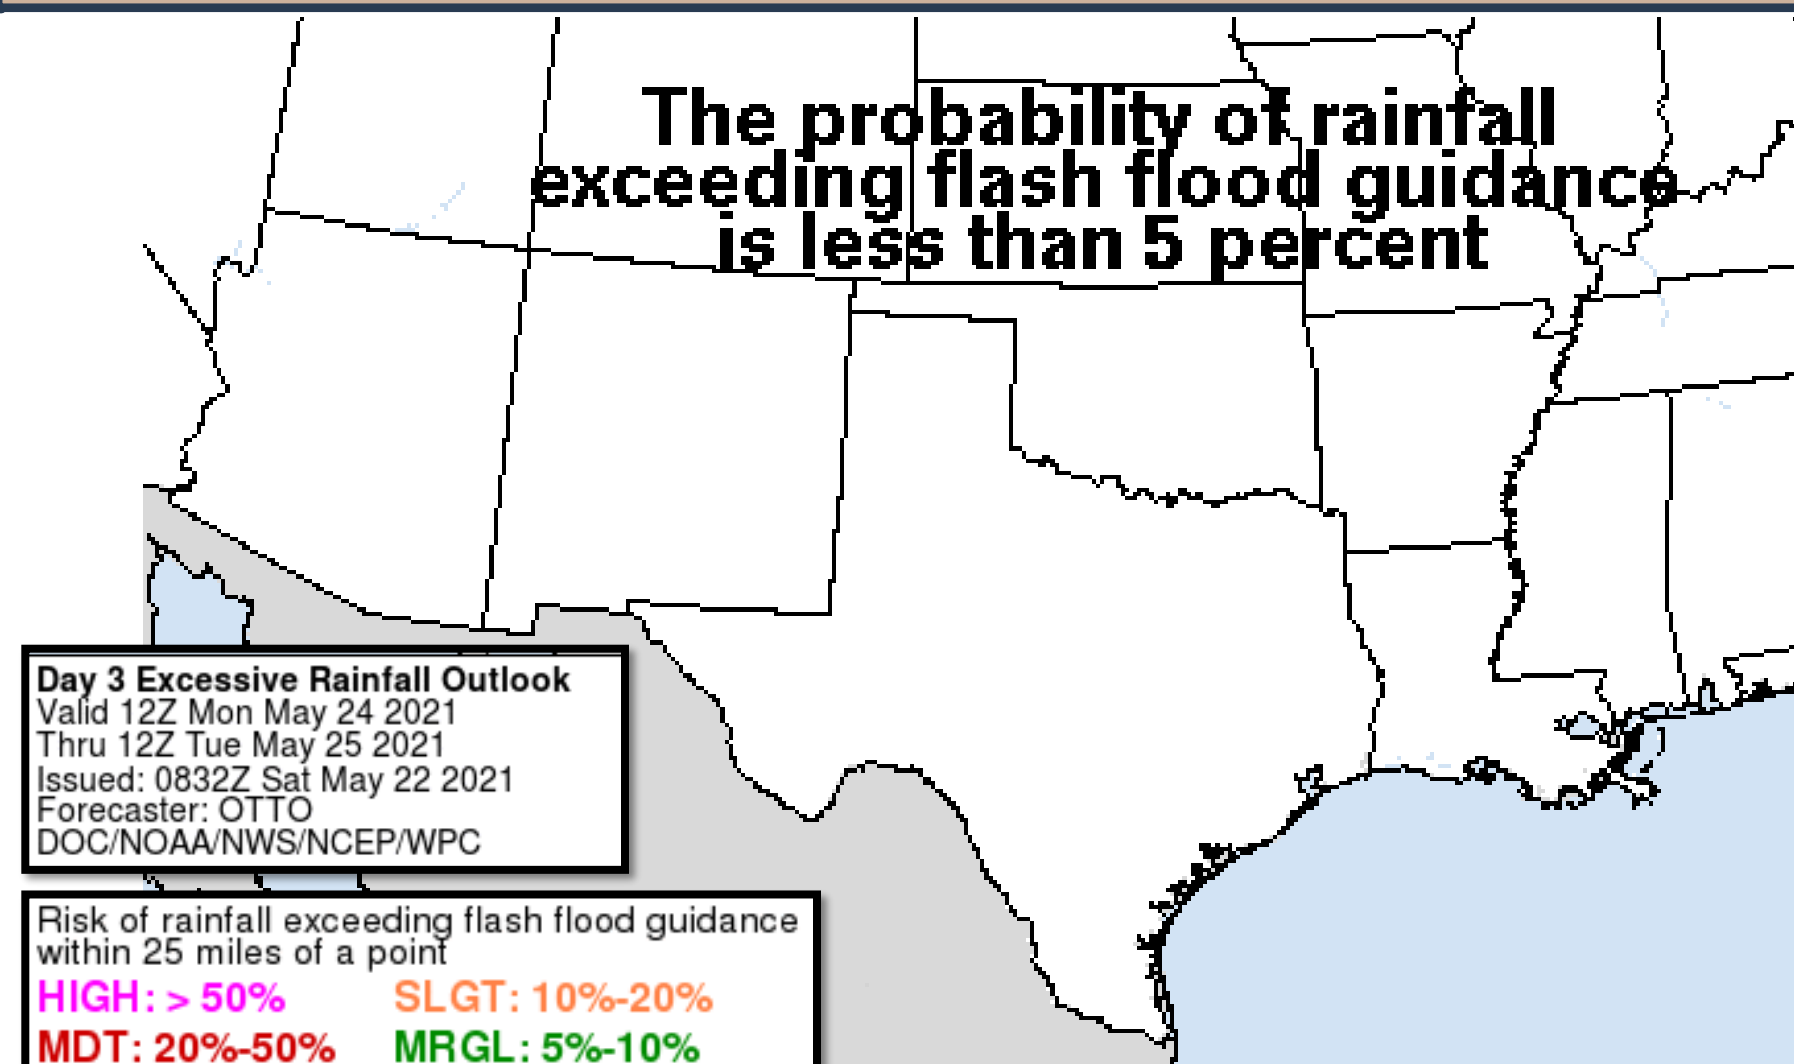 The probability of rainfall
exceeding flash flood guidance
is less than 5 percent
Day 3 Excessive Rainfall Outlook
Valid 12Z Mon May 24 2021
Thru 12Z Tue May 25 2021
Issued: 0832Z Sat May 22 2021
Forecaster: OTTO
DOC/NOAA/NWS/NCEP/WPC
Risk of rainfall exceeding flash flood guidance
within 25 miles of a point
HIGH: > 50% SLGT: 10%-20%
MDT: 20%-50% MRGL: 5%-10%